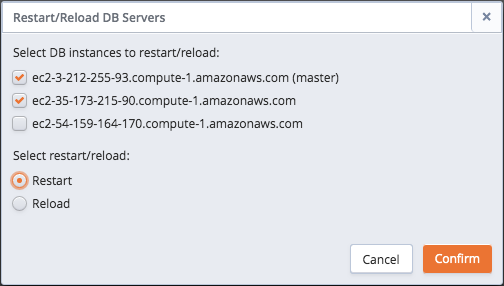 Restart/Reload DB Servers
Select DB instances to restart/reload:
ec2-3-212-255-93.compute-1.amazonaws.com (master)
ec2-35-173-215-90.compute-1.amazonaws.com
ec2-54-159-164-170.compute-1.amazonaws.com
Select restart/reload:
Restart
Reload
Cancel Confirm